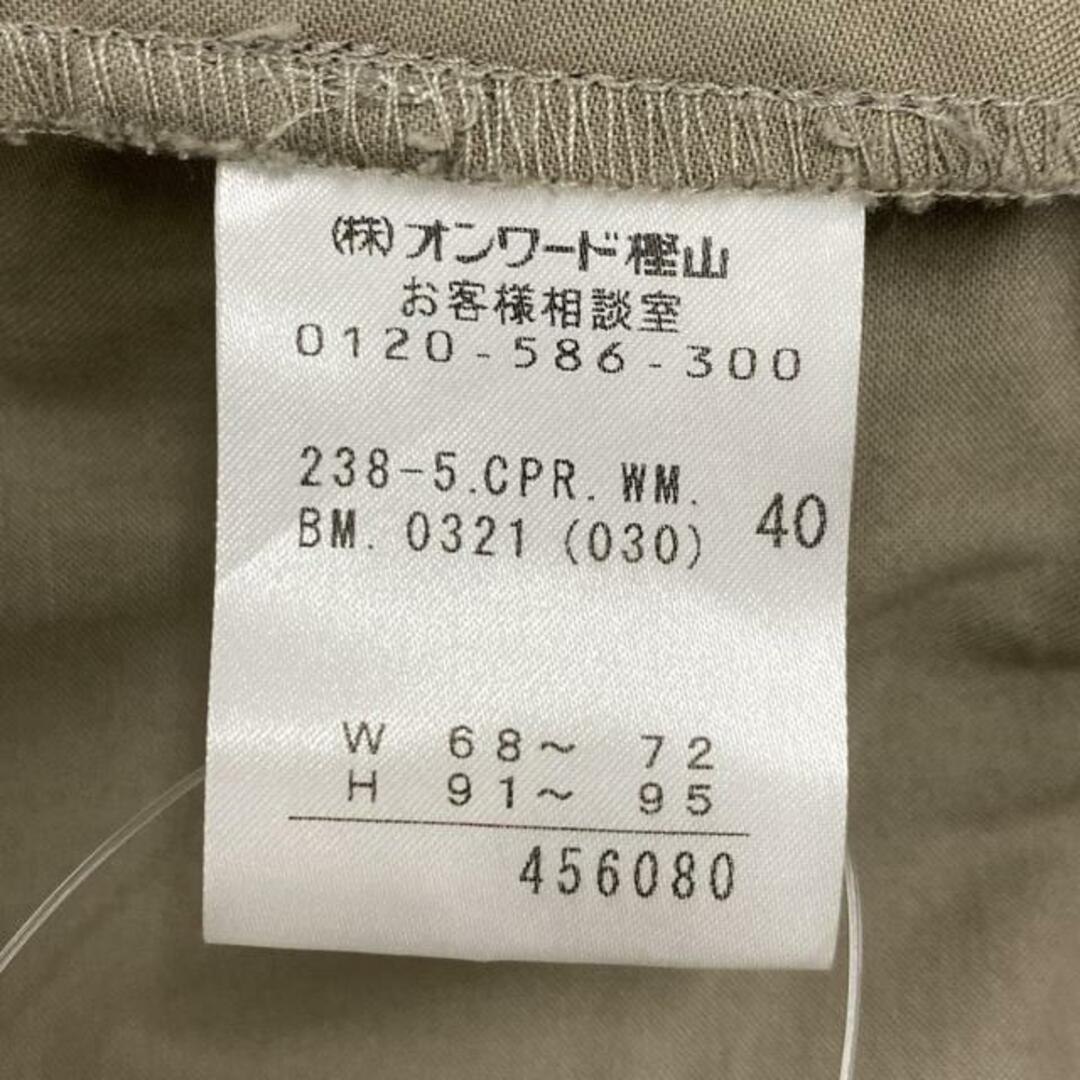 (株)オンワード樫山
お客様相談室
0120-586-300
238-5.CPR.WM.
BM.0321(030) 40
W 68～ 72
H 91～ 95
456080